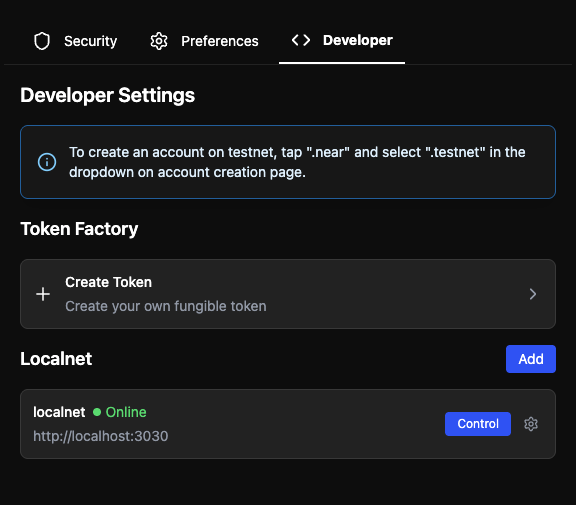 Security
Preferences
Developer
Developer Settings
To create an account on testnet, tap ".near" and select ".testnet" in the
dropdown on account creation page.
Token Factory
Create Token
Create your own fungible token
Localnet
Add
localnet
Online
http://localhost:3030
Control